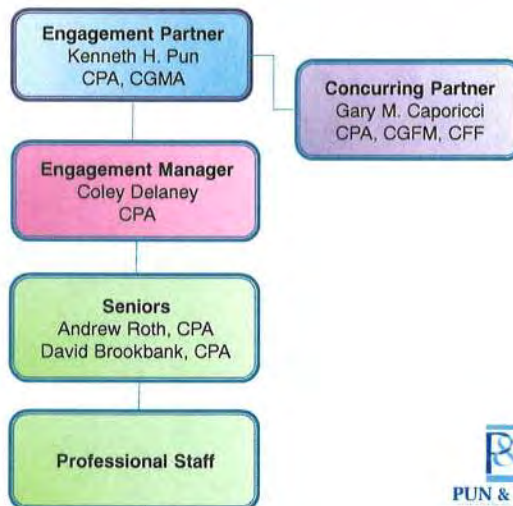 Engagement Partner
Kenneth H. Pun
CPA, CGMA
Concurring Partner
Gary M. Caporicci
CPA, CGFM, CFF
Engagement Manager
Coley Delaney
CPA
Seniors
Andrew Roth, CPA
David Brookbank, CPA
Professional Staff
PUN &